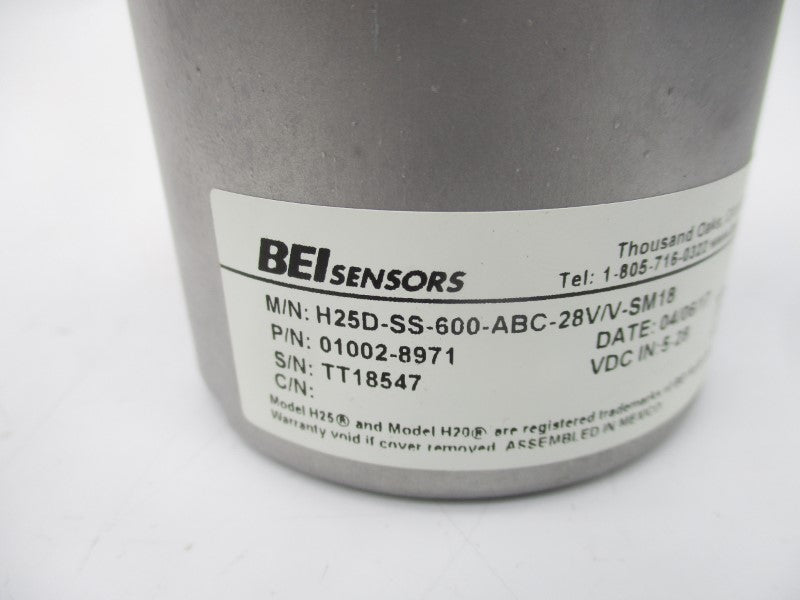 BEI SENSORS
Thousand Oaks,
Tel: 1-805-716-0322
M/N: H25D-SS-600-ABC-28V/V-SM18
P/N: 01002-8971
DATE: 04/06/17
S/N: TT18547
VDC IN: 5-28
C/N:
Model H25® and Model H20® are registered trademarks
Warranty void if cover removed. ASSEMBLED IN MEXICO